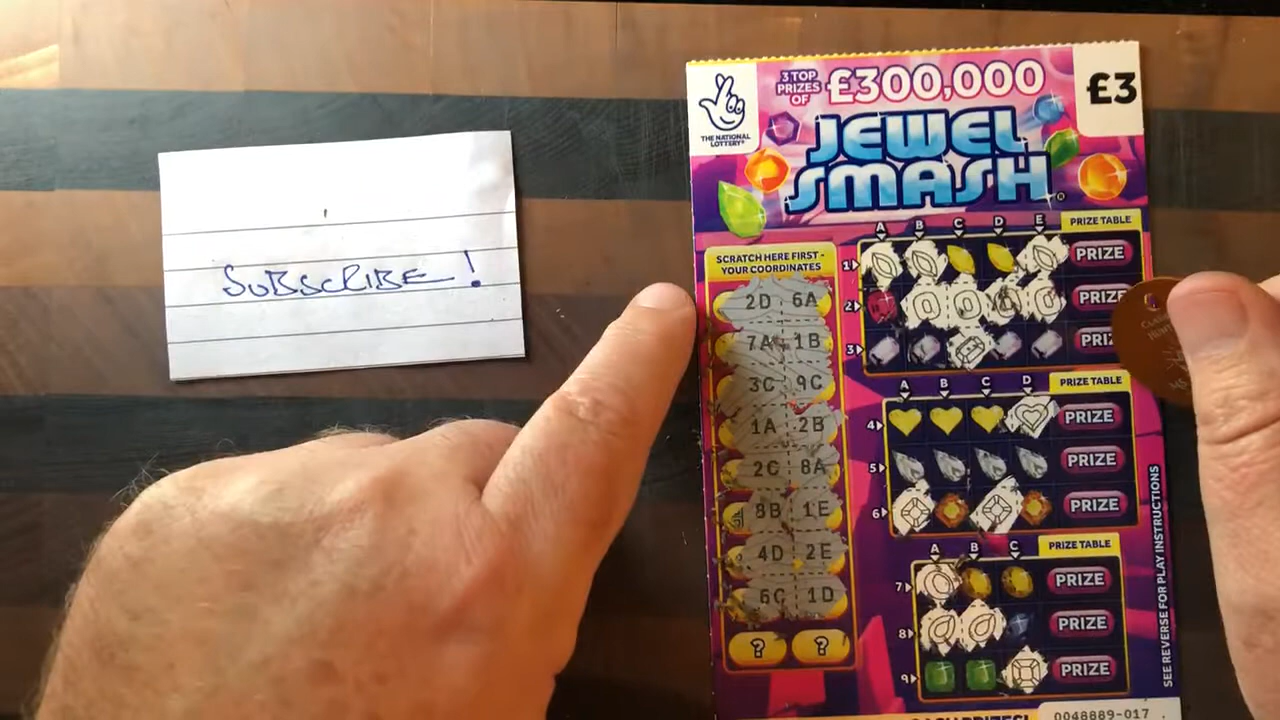 SUBSCRIBE!
THE NATIONAL
LOTTERY®
3 TOP
PRIZES
OF
£300,000
£3
JEWEL
SMASH®
SCRATCH HERE FIRST -
YOUR COORDINATES
2D 6A
7A 1B
3C 9C
1A 2B
2C 8A
8B 1E
4D 2E
6C 1D
? ?
A B C D E PRIZE TABLE
1 PRIZE
2 PRIZE
3
A B C D PRIZE TABLE
4 PRIZE
5 PRIZE
6 PRIZE
A B C PRIZE TABLE
7 PRIZE
8 PRIZE
9 PRIZE
SEE REVERSE FOR PLAY INSTRUCTIONS
0048889-017